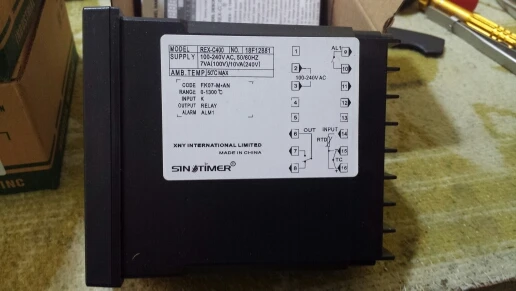 MODEL REX-C400 NO. 18F12881
SUPPLY 100-240V AC, 50/60HZ
7VA(100V)/10VA(240V)
AMB.TEMP 50℃ MAX
CODE FK07-M*AN
RANGE 0-1300℃
INPUT K
OUTPUT RELAY
ALARM ALM1
XHY INTERNATIONAL LIMITED
MADE IN CHINA
SINOTIMER®
1
2
3
4
5
6
7
8
100-240V AC
OUT
AL1
9
10
11
12
13
14
15
16
INPUT
RTD
TC
INC